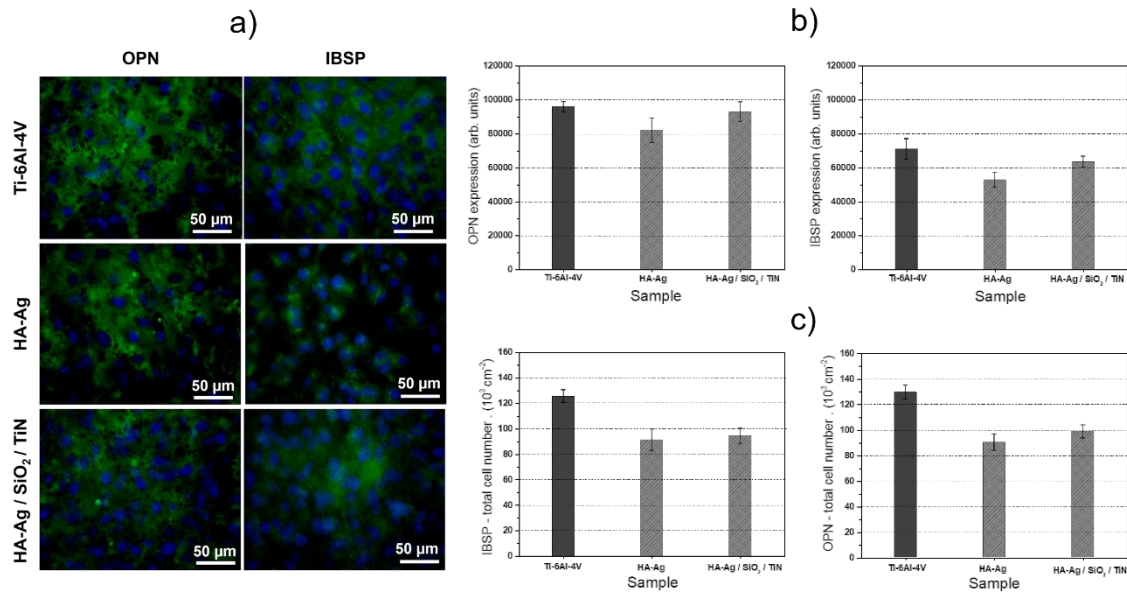 a)
OPN
IBSP
Ti-6Al-4V
50 µm
50 µm
HA-Ag
50 µm
50 µm
HA-Ag / SiO₂ / TiN
50 µm
50 µm
b)
120000
100000
80000
60000
40000
20000
0
OPN expression (arb. units)
Ti-6Al-4V
HA-Ag
HA-Ag / SiO₂ / TiN
Sample
120000
100000
80000
60000
40000
20000
0
IBSP expression (arb. units)
Ti-6Al-4V
HA-Ag
HA-Ag / SiO₂ / TiN
Sample
c)
160
140
120
100
80
60
40
20
0
IBSP - total cell number . (10³ cm⁻²)
Ti-6Al-4V
HA-Ag
HA-Ag / SiO₂ / TiN
Sample
160
140
120
100
80
60
40
20
0
OPN - total cell number . (10³ cm⁻²)
Ti-6Al-4V
HA-Ag
HA-Ag / SiO₂ / TiN
Sample